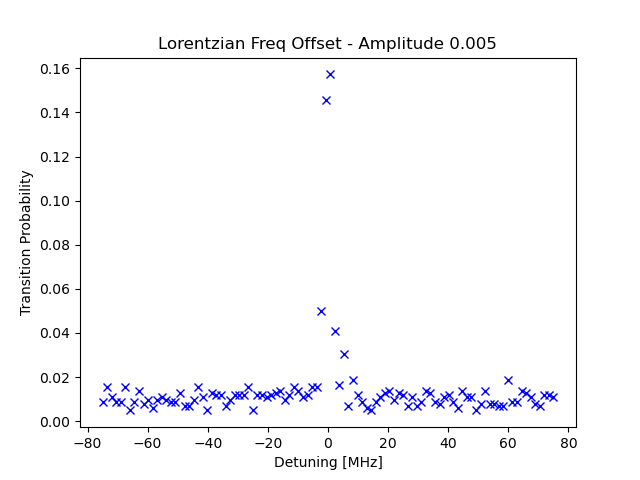 Lorentzian Freq Offset - Amplitude 0.005
0.16
0.14
0.12
0.10
0.08
0.06
0.04
0.02
0.00
Transition Probability
−80 −60 −40 −20 0 20 40 60 80
Detuning [MHz]